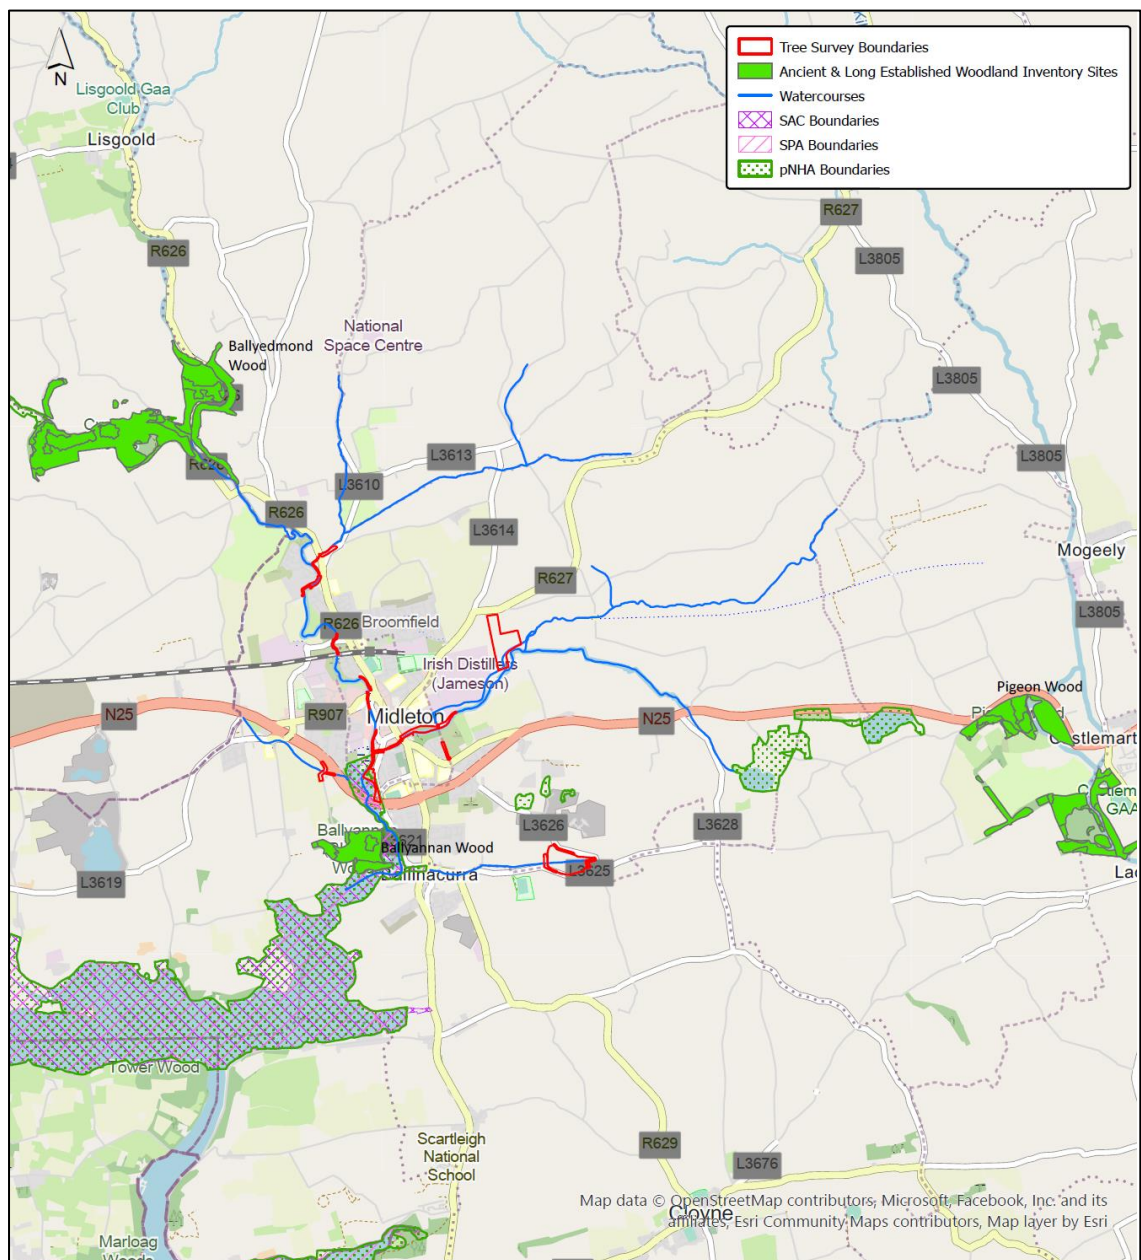 N
Tree Survey Boundaries
Ancient & Long Established Woodland Inventory Sites
Watercourses
SAC Boundaries
SPA Boundaries
pNHA Boundaries
Lisgoold Gaa
Club
Lisgoold
R627
R626
L3805
National
Space Centre
Ballyedmond
Wood
L3805
L3613
L3805
L3610
R626
L3614
Mogeely
R627
L3805
R626
Broomfield
Irish Distillers
(Jameson)
Pigeon Wood
N25
R907
Midleton
N25
L3626
L3628
Ballyannan Wood
L3619
Ballinacurra
L3625
Tower Wood
Scartleigh
National
School
R629
L3676
Map data © OpenStreetMap contributors, Microsoft, Facebook, Inc. and its
affiliates, Esri Community Maps contributors, Map layer by Esri
Cloyne
Marloag